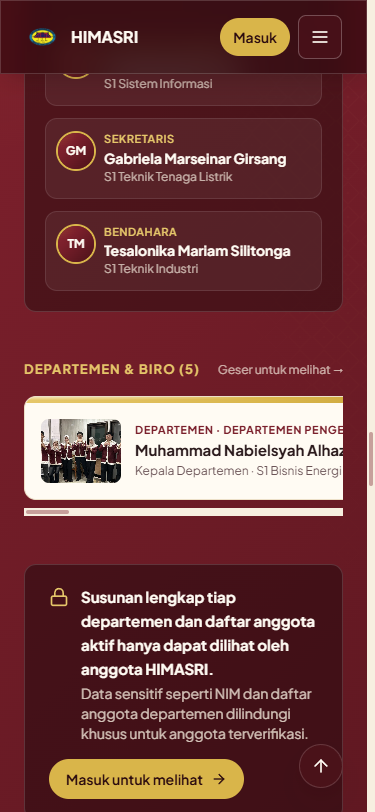 HIMASRI
Masuk
S1 Sistem Informasi
GM
SEKRETARIS
Gabriela Marseinar Girsang
S1 Teknik Tenaga Listrik
TM
BENDAHARA
Tesalonika Mariam Silitonga
S1 Teknik Industri
DEPARTEMEN & BIRO (5)
Geser untuk melihat →
DEPARTEMEN · DEPARTEMEN PENGE
Muhammad Nabielsyah Alhaz
Kepala Departemen · S1 Bisnis Energi
Susunan lengkap tiap
departemen dan daftar anggota
aktif hanya dapat dilihat oleh
anggota HIMASRI.
Data sensitif seperti NIM dan daftar
anggota departemen dilindungi
khusus untuk anggota terverifikasi.
Masuk untuk melihat →